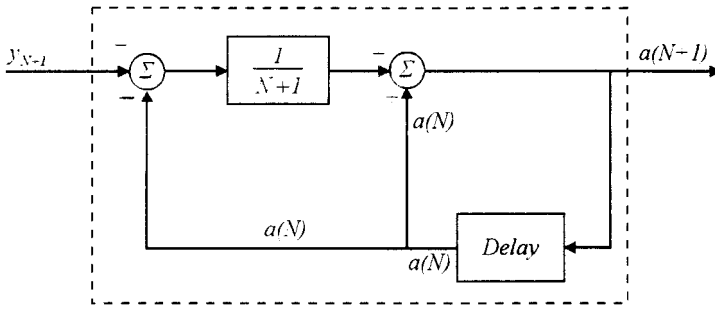 y_{N+1}
−
Σ
−
1
N+1
−
Σ
−
a(N+1)
a(N)
a(N)
a(N)
Delay